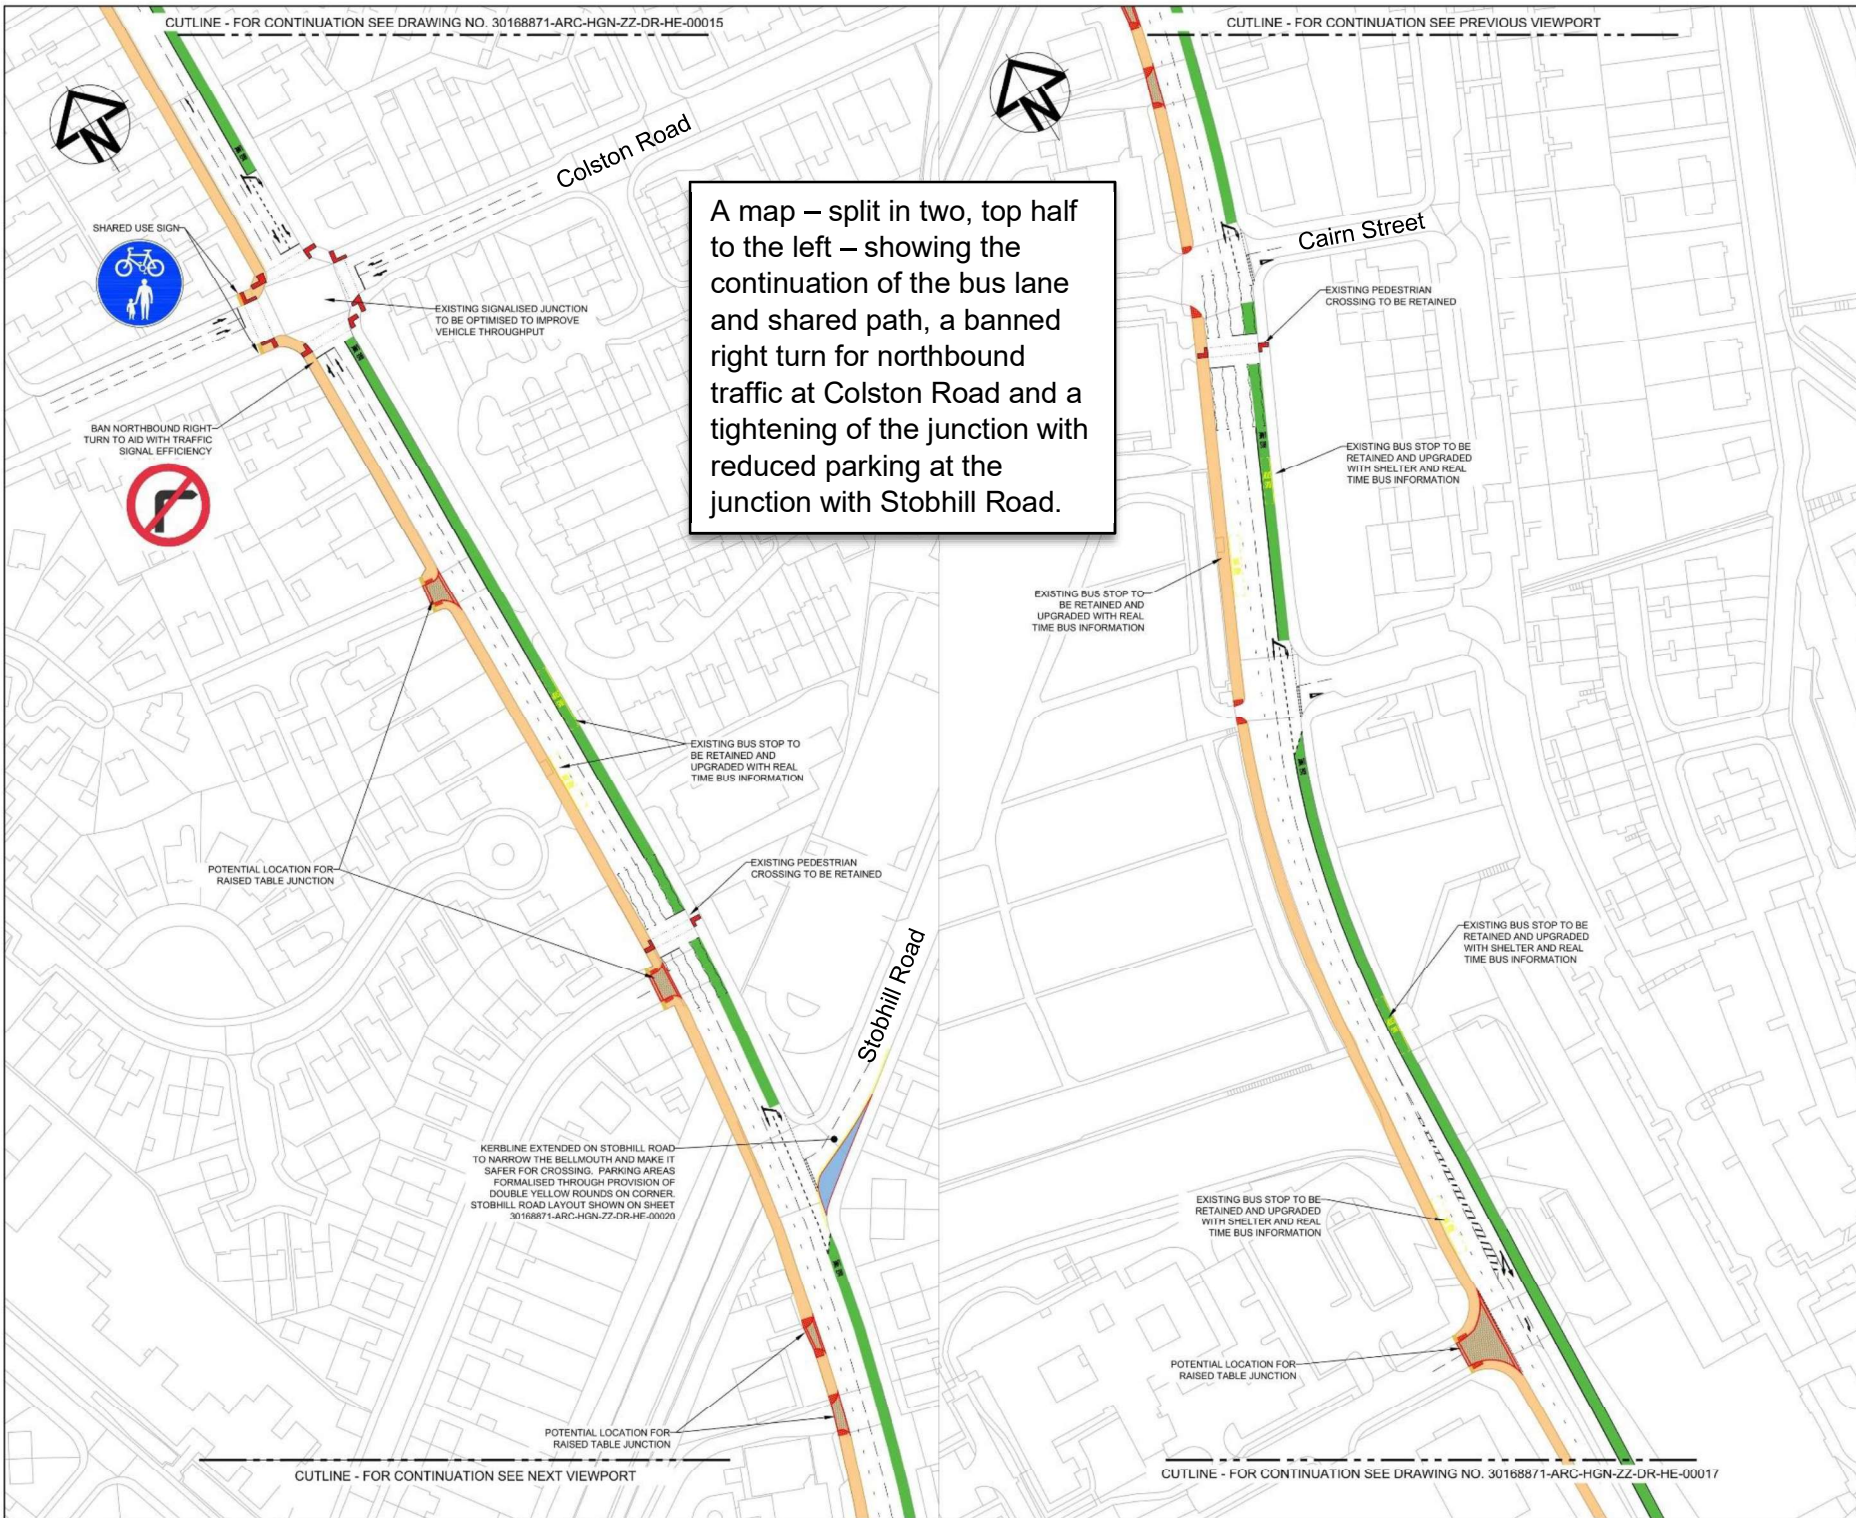 CUTLINE - FOR CONTINUATION SEE DRAWING NO. 30168871-ARC-HGN-ZZ-DR-HE-00015
N
Colston Road
SHARED USE SIGN
EXISTING SIGNALISED JUNCTION
TO BE OPTIMISED TO IMPROVE
VEHICLE THROUGHPUT
BAN NORTHBOUND RIGHT
TURN TO AID WITH TRAFFIC
SIGNAL EFFICIENCY
EXISTING BUS STOP TO
BE RETAINED AND
UPGRADED WITH REAL
TIME BUS INFORMATION
POTENTIAL LOCATION FOR
RAISED TABLE JUNCTION
EXISTING PEDESTRIAN
CROSSING TO BE RETAINED
Stobhill Road
KERBLINE EXTENDED ON STOBHILL ROAD
TO NARROW THE BELLMOUTH AND MAKE IT
SAFER FOR CROSSING. PARKING AREAS
FORMALISED THROUGH PROVISION OF
DOUBLE YELLOW ROUNDS ON CORNER.
STOBHILL ROAD LAYOUT SHOWN ON SHEET
30168871-ARC-HGN-ZZ-DR-HE-00020
POTENTIAL LOCATION FOR
RAISED TABLE JUNCTION
CUTLINE - FOR CONTINUATION SEE NEXT VIEWPORT
A map – split in two, top half
to the left – showing the
continuation of the bus lane
and shared path, a banned
right turn for northbound
traffic at Colston Road and a
tightening of the junction with
reduced parking at the
junction with Stobhill Road.
CUTLINE - FOR CONTINUATION SEE PREVIOUS VIEWPORT
N
Cairn Street
EXISTING PEDESTRIAN
CROSSING TO BE RETAINED
EXISTING BUS STOP TO BE
RETAINED AND UPGRADED
WITH SHELTER AND REAL
TIME BUS INFORMATION
EXISTING BUS STOP TO
BE RETAINED AND
UPGRADED WITH REAL
TIME BUS INFORMATION
EXISTING BUS STOP TO BE
RETAINED AND UPGRADED
WITH SHELTER AND REAL
TIME BUS INFORMATION
EXISTING BUS STOP TO BE
RETAINED AND UPGRADED
WITH SHELTER AND REAL
TIME BUS INFORMATION
POTENTIAL LOCATION FOR
RAISED TABLE JUNCTION
CUTLINE - FOR CONTINUATION SEE DRAWING NO. 30168871-ARC-HGN-ZZ-DR-HE-00017